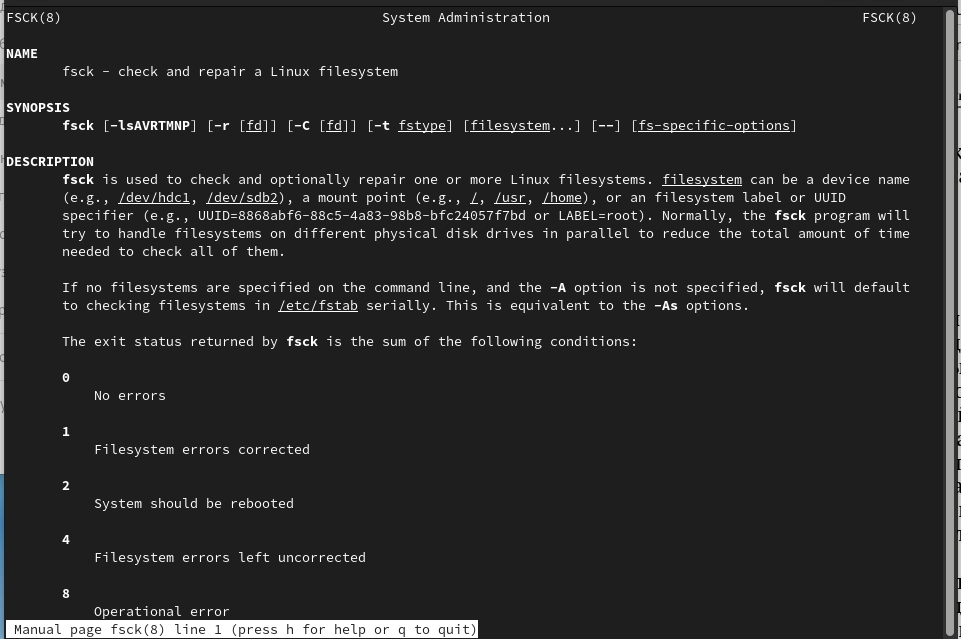 FSCK(8) System Administration FSCK(8)
NAME
fsck - check and repair a Linux filesystem
SYNOPSIS
fsck [-lsAVRTMNP] [-r [fd]] [-C [fd]] [-t fstype] [filesystem...] [--] [fs-specific-options]
DESCRIPTION
fsck is used to check and optionally repair one or more Linux filesystems. filesystem can be a device name
(e.g., /dev/hdc1, /dev/sdb2), a mount point (e.g., /, /usr, /home), or an filesystem label or UUID
specifier (e.g., UUID=8868abf6-88c5-4a83-98b8-bfc24057f7bd or LABEL=root). Normally, the fsck program will
try to handle filesystems on different physical disk drives in parallel to reduce the total amount of time
needed to check all of them.
If no filesystems are specified on the command line, and the -A option is not specified, fsck will default
to checking filesystems in /etc/fstab serially. This is equivalent to the -As options.
The exit status returned by fsck is the sum of the following conditions:
0
No errors
1
Filesystem errors corrected
2
System should be rebooted
4
Filesystem errors left uncorrected
8
Operational error
Manual page fsck(8) line 1 (press h for help or q to quit)